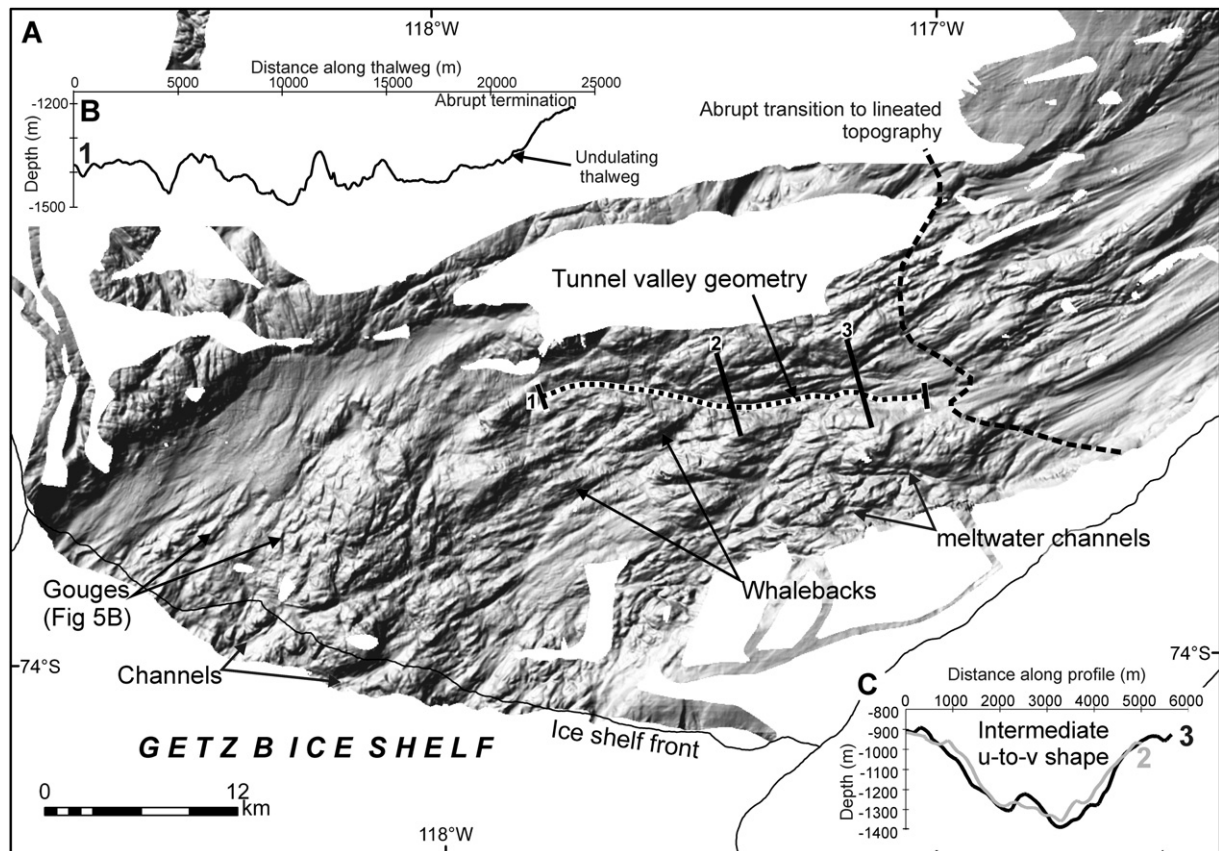 A
118°W
117°W
Distance along thalweg (m)
0 5000 10000 15000 20000 25000
Abrupt termination
-1200
B
Depth (m)
1
-1500
Undulating
thalweg
Abrupt transition to lineated
topography
Tunnel valley geometry
1
2
3
Gouges
(Fig 5B)
Channels
Whalebacks
meltwater channels
74°S
74°S
Ice shelf front
GETZ B ICE SHELF
0 12
km
118°W
C
Distance along profile (m)
0 1000 2000 3000 4000 5000 6000
-800
-900
-1000
-1100
-1200
-1300
-1400
Depth (m)
Intermediate
u-to-v shape
3
2